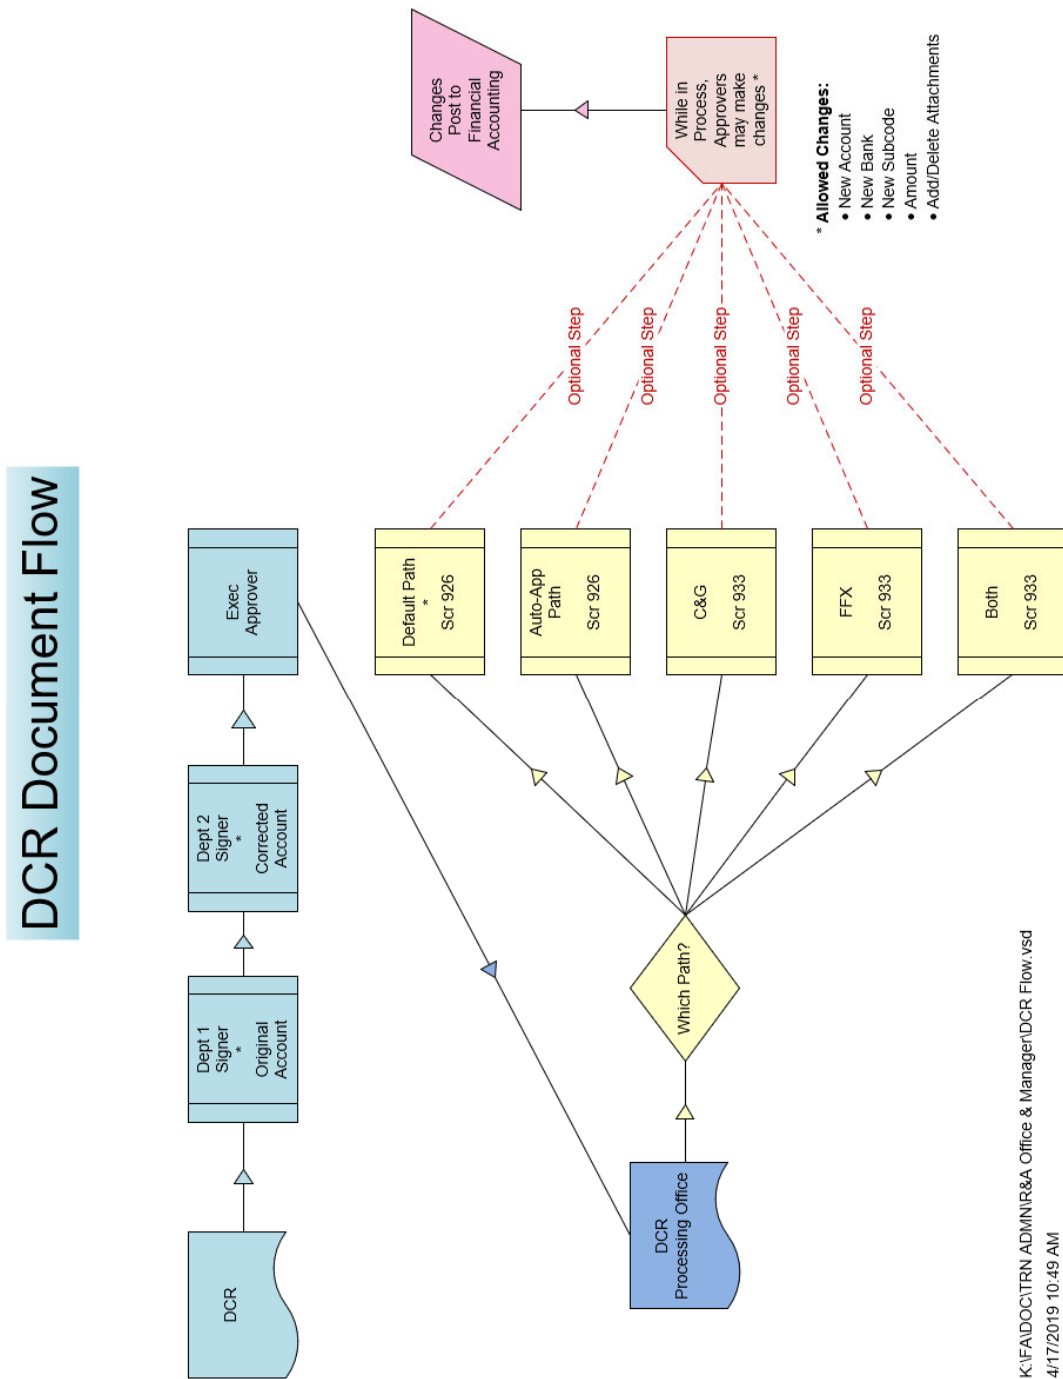 DCR Document Flow
DCR
Dept 1
Signer
*
Original
Account
Dept 2
Signer
*
Corrected
Account
Exec
Approver
DCR
Processing Office
Which Path?
Default Path
*
Scr 926
Auto-App
Path
Scr 926
C&G
Scr 933
FFX
Scr 933
Both
Scr 933
Optional Step
Optional Step
Optional Step
Optional Step
Optional Step
Changes
Post to
Financial
Accounting
While in
Process,
Approvers
may make
changes *
* Allowed Changes:
• New Account
• New Bank
• New Subcode
• Amount
• Add/Delete Attachments
K:\FA\DOC\TRN ADMN\R&A Office & Manager\DCR Flow.vsd
4/17/2019 10:49 AM